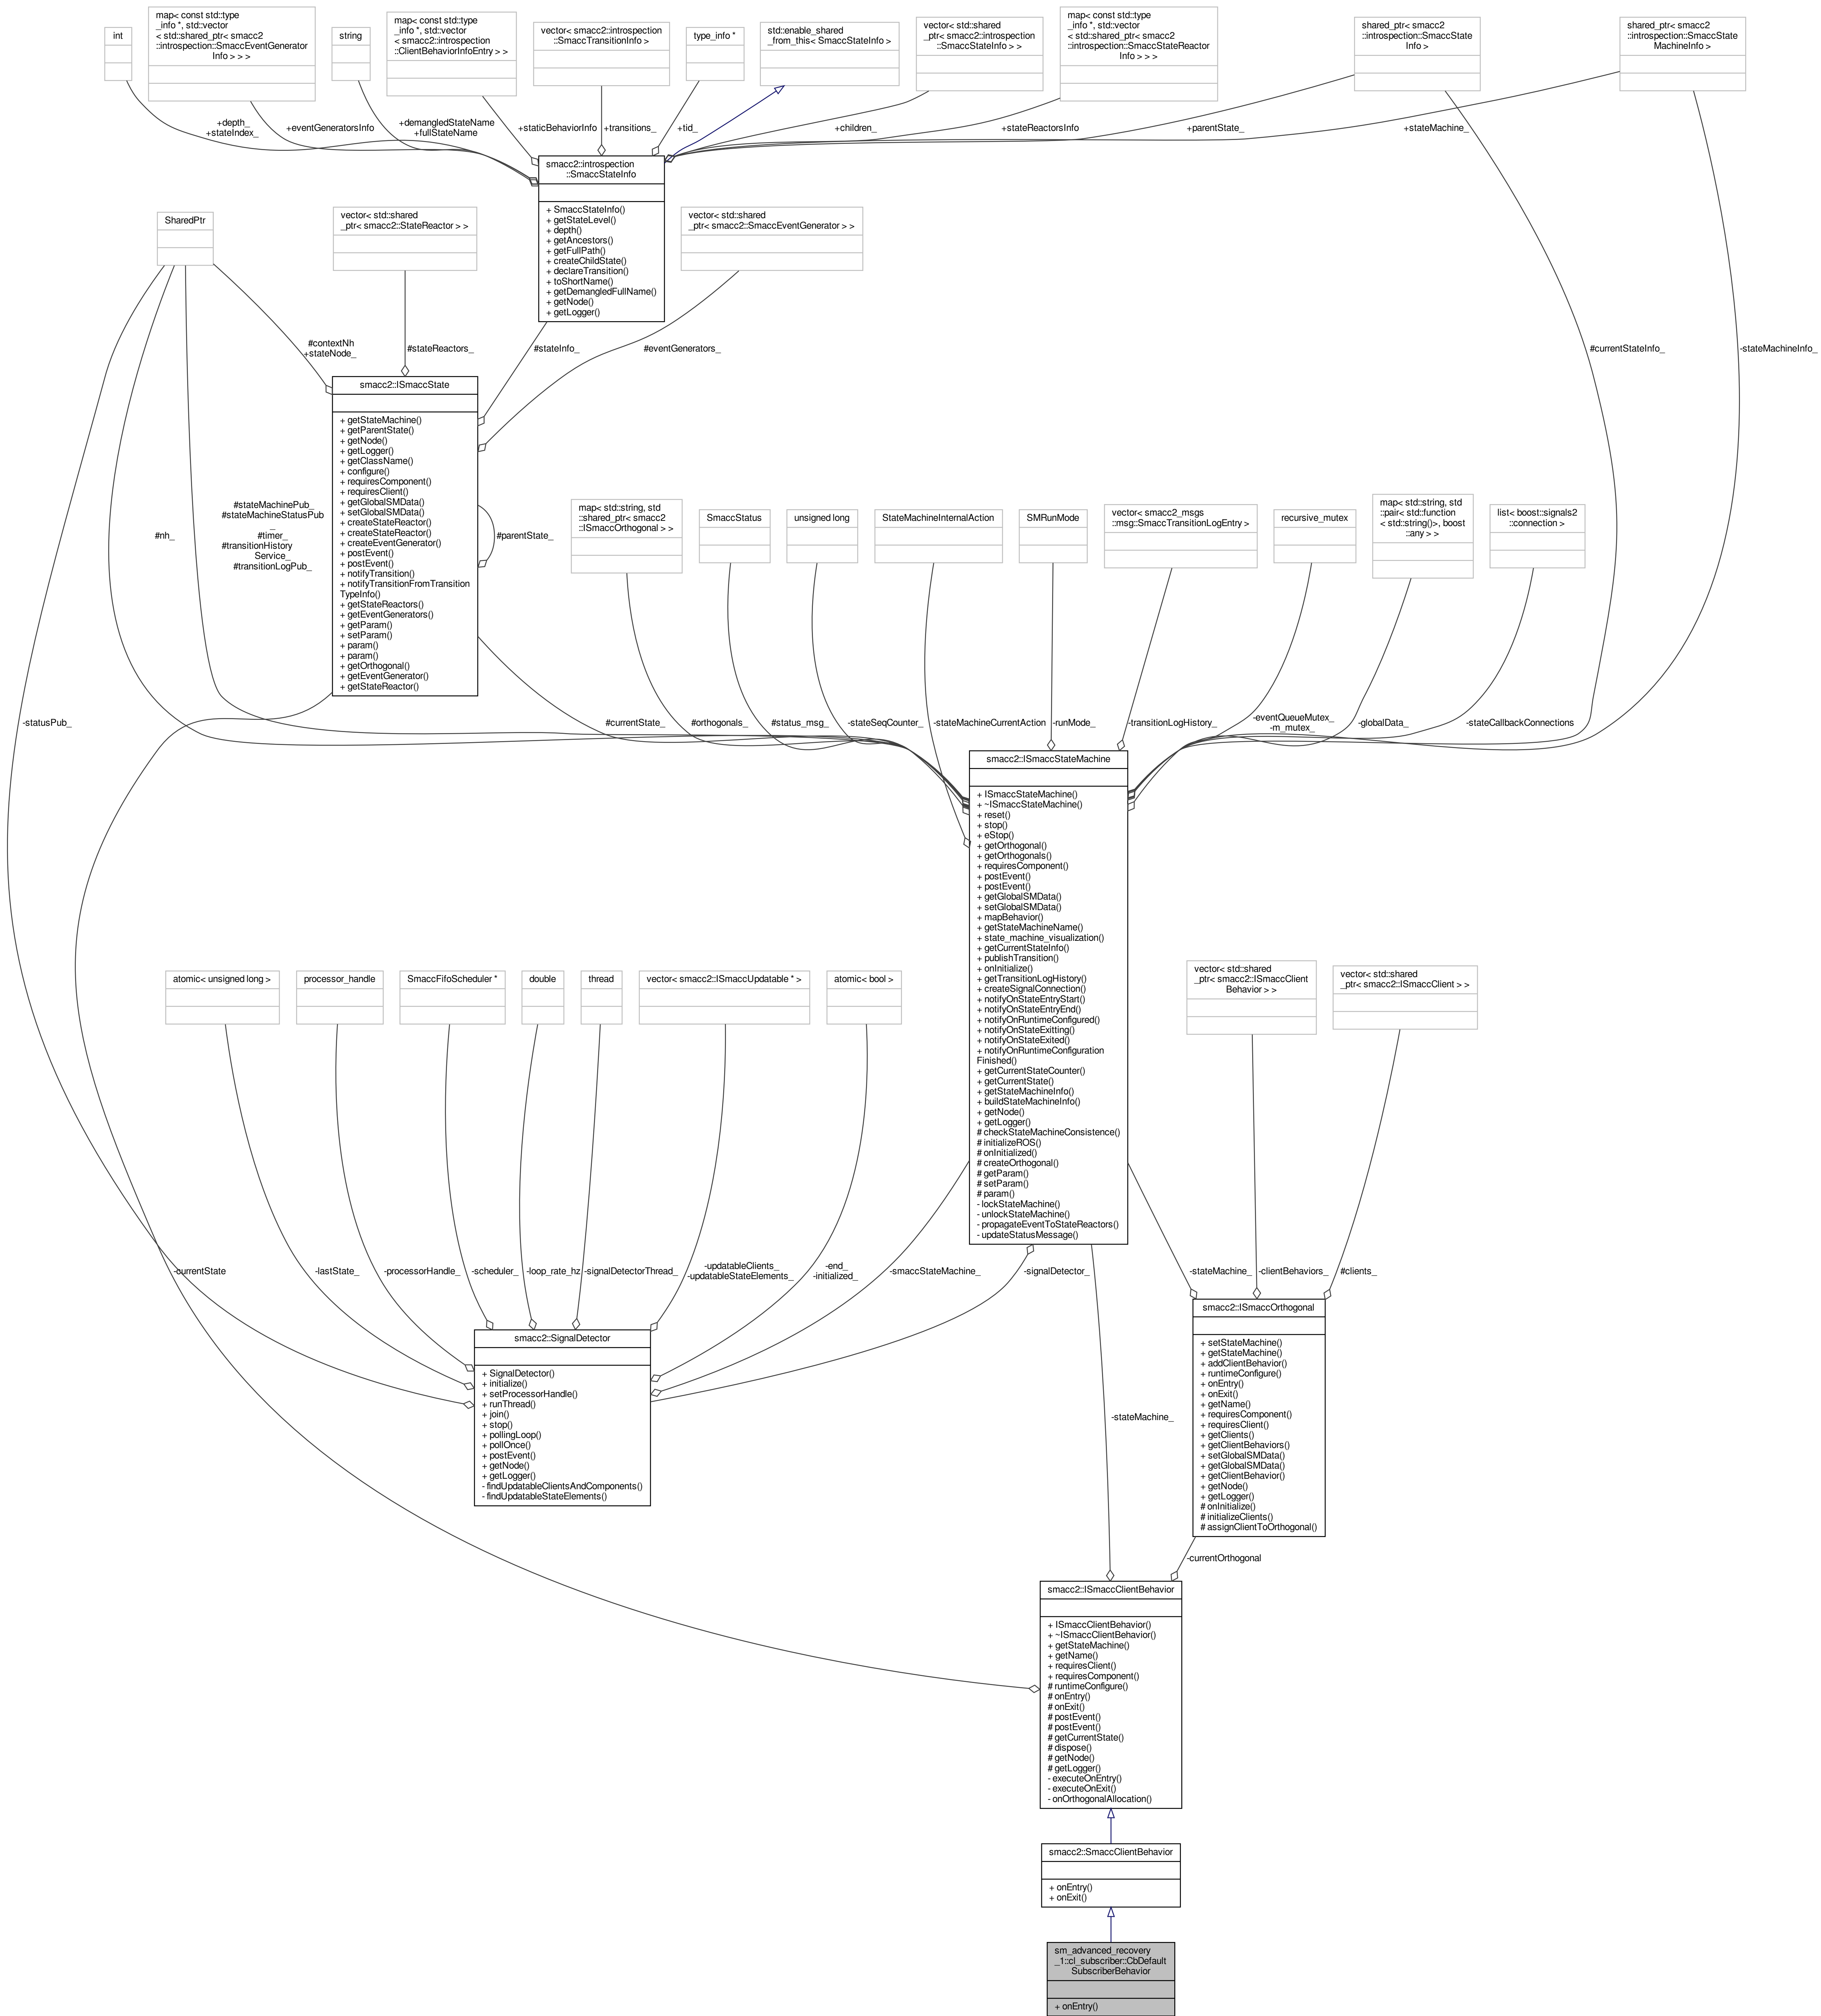 int
map< const std::type
_info *, std::vector
< std::shared_ptr< smacc2
::introspection::SmaccEventGenerator
Info > > >
string
map< const std::type
_info *, std::vector
< smacc2::introspection
::ClientBehaviorInfoEntry > >
vector< smacc2::introspection
::SmaccTransitionInfo >
type_info *
std::enable_shared
_from_this< SmaccStateInfo >
vector< std::shared
_ptr< smacc2::introspection
::SmaccStateInfo > >
map< const std::type
_info *, std::vector
< std::shared_ptr< smacc2
::introspection::SmaccStateReactor
Info > > >
shared_ptr< smacc2
::introspection::SmaccState
Info >
shared_ptr< smacc2
::introspection::SmaccState
MachineInfo >
+depth_
+stateIndex_
+eventGeneratorsInfo
+demangledStateName
+fullStateName
+staticBehaviorInfo
+transitions_
+tid_
+children_
+stateReactorsInfo
+parentState_
+stateMachine_
smacc2::introspection
::SmaccStateInfo
+ SmaccStateInfo()
+ getStateLevel()
+ depth()
+ getAncestors()
+ getFullPath()
+ createChildState()
+ declareTransition()
+ toShortName()
+ getDemangledFullName()
+ getNode()
+ getLogger()
SharedPtr
vector< std::shared
_ptr< smacc2::StateReactor > >
vector< std::shared
_ptr< smacc2::SmaccEventGenerator > >
#contextNh
+stateNode_
#stateReactors_
#stateInfo_
#eventGenerators_
#currentStateInfo_
-stateMachineInfo_
smacc2::ISmaccState
+ getStateMachine()
+ getParentState()
+ getNode()
+ getLogger()
+ getClassName()
+ configure()
+ requiresComponent()
+ requiresClient()
+ getGlobalSMData()
+ setGlobalSMData()
+ createStateReactor()
+ createStateReactor()
+ createEventGenerator()
+ postEvent()
+ postEvent()
+ notifyTransition()
+ notifyTransitionFromTransition
TypeInfo()
+ getStateReactors()
+ getEventGenerators()
+ getParam()
+ setParam()
+ param()
+ param()
+ getOrthogonal()
+ getEventGenerator()
+ getStateReactor()
#parentState_
#nh_
#stateMachinePub_
#stateMachineStatusPub
_
#timer_
#transitionHistory
Service_
#transitionLogPub_
map< std::string, std
::shared_ptr< smacc2
::ISmaccOrthogonal > >
SmaccStatus
unsigned long
StateMachineInternalAction
SMRunMode
vector< smacc2_msgs
::msg::SmaccTransitionLogEntry >
recursive_mutex
map< std::string, std
::pair< std::function
< std::string()>, boost
::any > >
list< boost::signals2
::connection >
-statusPub_
#currentState_
#orthogonals_
#status_msg_
-stateSeqCounter_
-stateMachineCurrentAction
-runMode_
-transitionLogHistory_
-eventQueueMutex_
-m_mutex_
-globalData_
-stateCallbackConnections
smacc2::ISmaccStateMachine
+ ISmaccStateMachine()
+ ~ISmaccStateMachine()
+ reset()
+ stop()
+ eStop()
+ getOrthogonal()
+ getOrthogonals()
+ requiresComponent()
+ postEvent()
+ postEvent()
+ getGlobalSMData()
+ setGlobalSMData()
+ mapBehavior()
+ getStateMachineName()
+ state_machine_visualization()
+ getCurrentStateInfo()
+ publishTransition()
+ onInitialize()
+ getTransitionLogHistory()
+ createSignalConnection()
+ notifyOnStateEntryStart()
+ notifyOnStateEntryEnd()
+ notifyOnRuntimeConfigured()
+ notifyOnStateExitting()
+ notifyOnStateExited()
+ notifyOnRuntimeConfiguration
Finished()
+ getCurrentStateCounter()
+ getCurrentState()
+ getStateMachineInfo()
+ buildStateMachineInfo()
+ getNode()
+ getLogger()
# checkStateMachineConsistence()
# initializeROS()
# onInitialized()
# createOrthogonal()
# getParam()
# setParam()
# param()
- lockStateMachine()
- unlockStateMachine()
- propagateEventToStateReactors()
- updateStatusMessage()
atomic< unsigned long >
processor_handle
SmaccFifoScheduler *
double
thread
vector< smacc2::ISmaccUpdatable * >
atomic< bool >
vector< std::shared
_ptr< smacc2::ISmaccClient
Behavior > >
vector< std::shared
_ptr< smacc2::ISmaccClient > >
-currentState
-lastState_
-processorHandle_
-scheduler_
-loop_rate_hz
-signalDetectorThread_
-updatableClients_
-updatableStateElements_
-end_
-initialized_
-smaccStateMachine_
-signalDetector_
-stateMachine_
-clientBehaviors_
#clients_
smacc2::SignalDetector
+ SignalDetector()
+ initialize()
+ setProcessorHandle()
+ runThread()
+ join()
+ stop()
+ pollingLoop()
+ pollOnce()
+ postEvent()
+ getNode()
+ getLogger()
- findUpdatableClientsAndComponents()
- findUpdatableStateElements()
smacc2::ISmaccOrthogonal
+ setStateMachine()
+ getStateMachine()
+ addClientBehavior()
+ runtimeConfigure()
+ onEntry()
+ onExit()
+ getName()
+ requiresComponent()
+ requiresClient()
+ getClients()
+ getClientBehaviors()
+ setGlobalSMData()
+ getGlobalSMData()
+ getClientBehavior()
+ getNode()
+ getLogger()
# onInitialize()
# initializeClients()
# assignClientToOrthogonal()
-stateMachine_
-currentOrthogonal
smacc2::ISmaccClientBehavior
+ ISmaccClientBehavior()
+ ~ISmaccClientBehavior()
+ getStateMachine()
+ getName()
+ requiresClient()
+ requiresComponent()
# runtimeConfigure()
# onEntry()
# onExit()
# postEvent()
# postEvent()
# getCurrentState()
# dispose()
# getNode()
# getLogger()
- executeOnEntry()
- executeOnExit()
- onOrthogonalAllocation()
smacc2::SmaccClientBehavior
+ onEntry()
+ onExit()
sm_advanced_recovery
_1::cl_subscriber::CbDefault
SubscriberBehavior
+ onEntry()